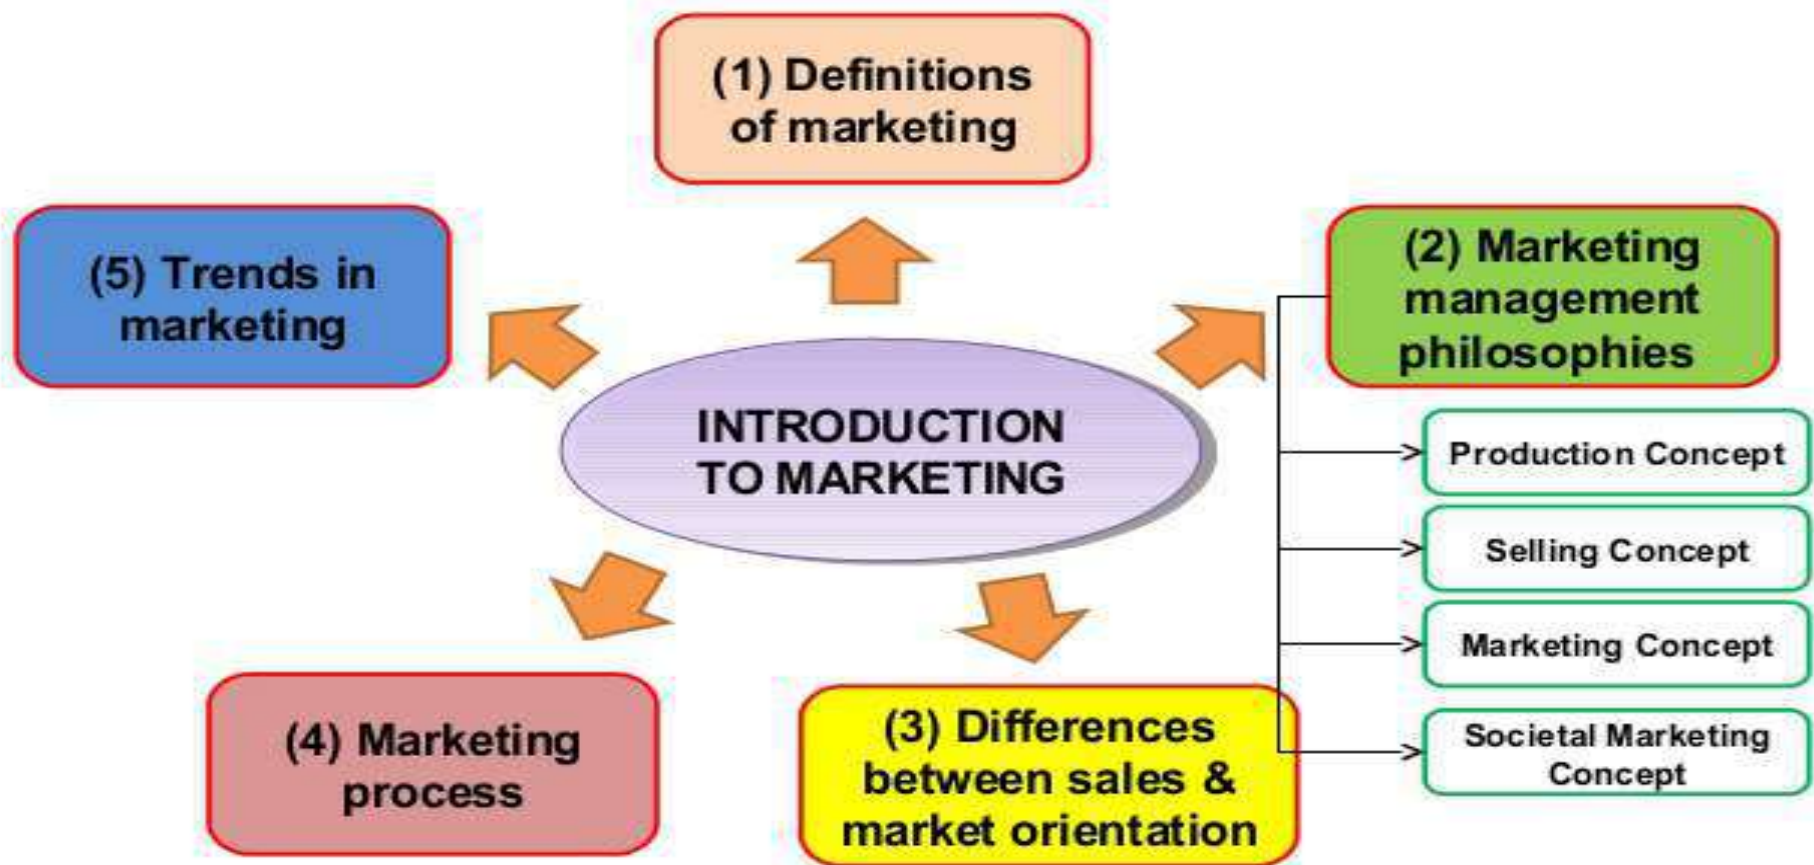 (1) Definitions
of marketing
(2) Marketing
management
philosophies
Production Concept
Selling Concept
Marketing Concept
Societal Marketing
Concept
(3) Differences
between sales &
market orientation
(4) Marketing
process
(5) Trends in
marketing
INTRODUCTION
TO MARKETING